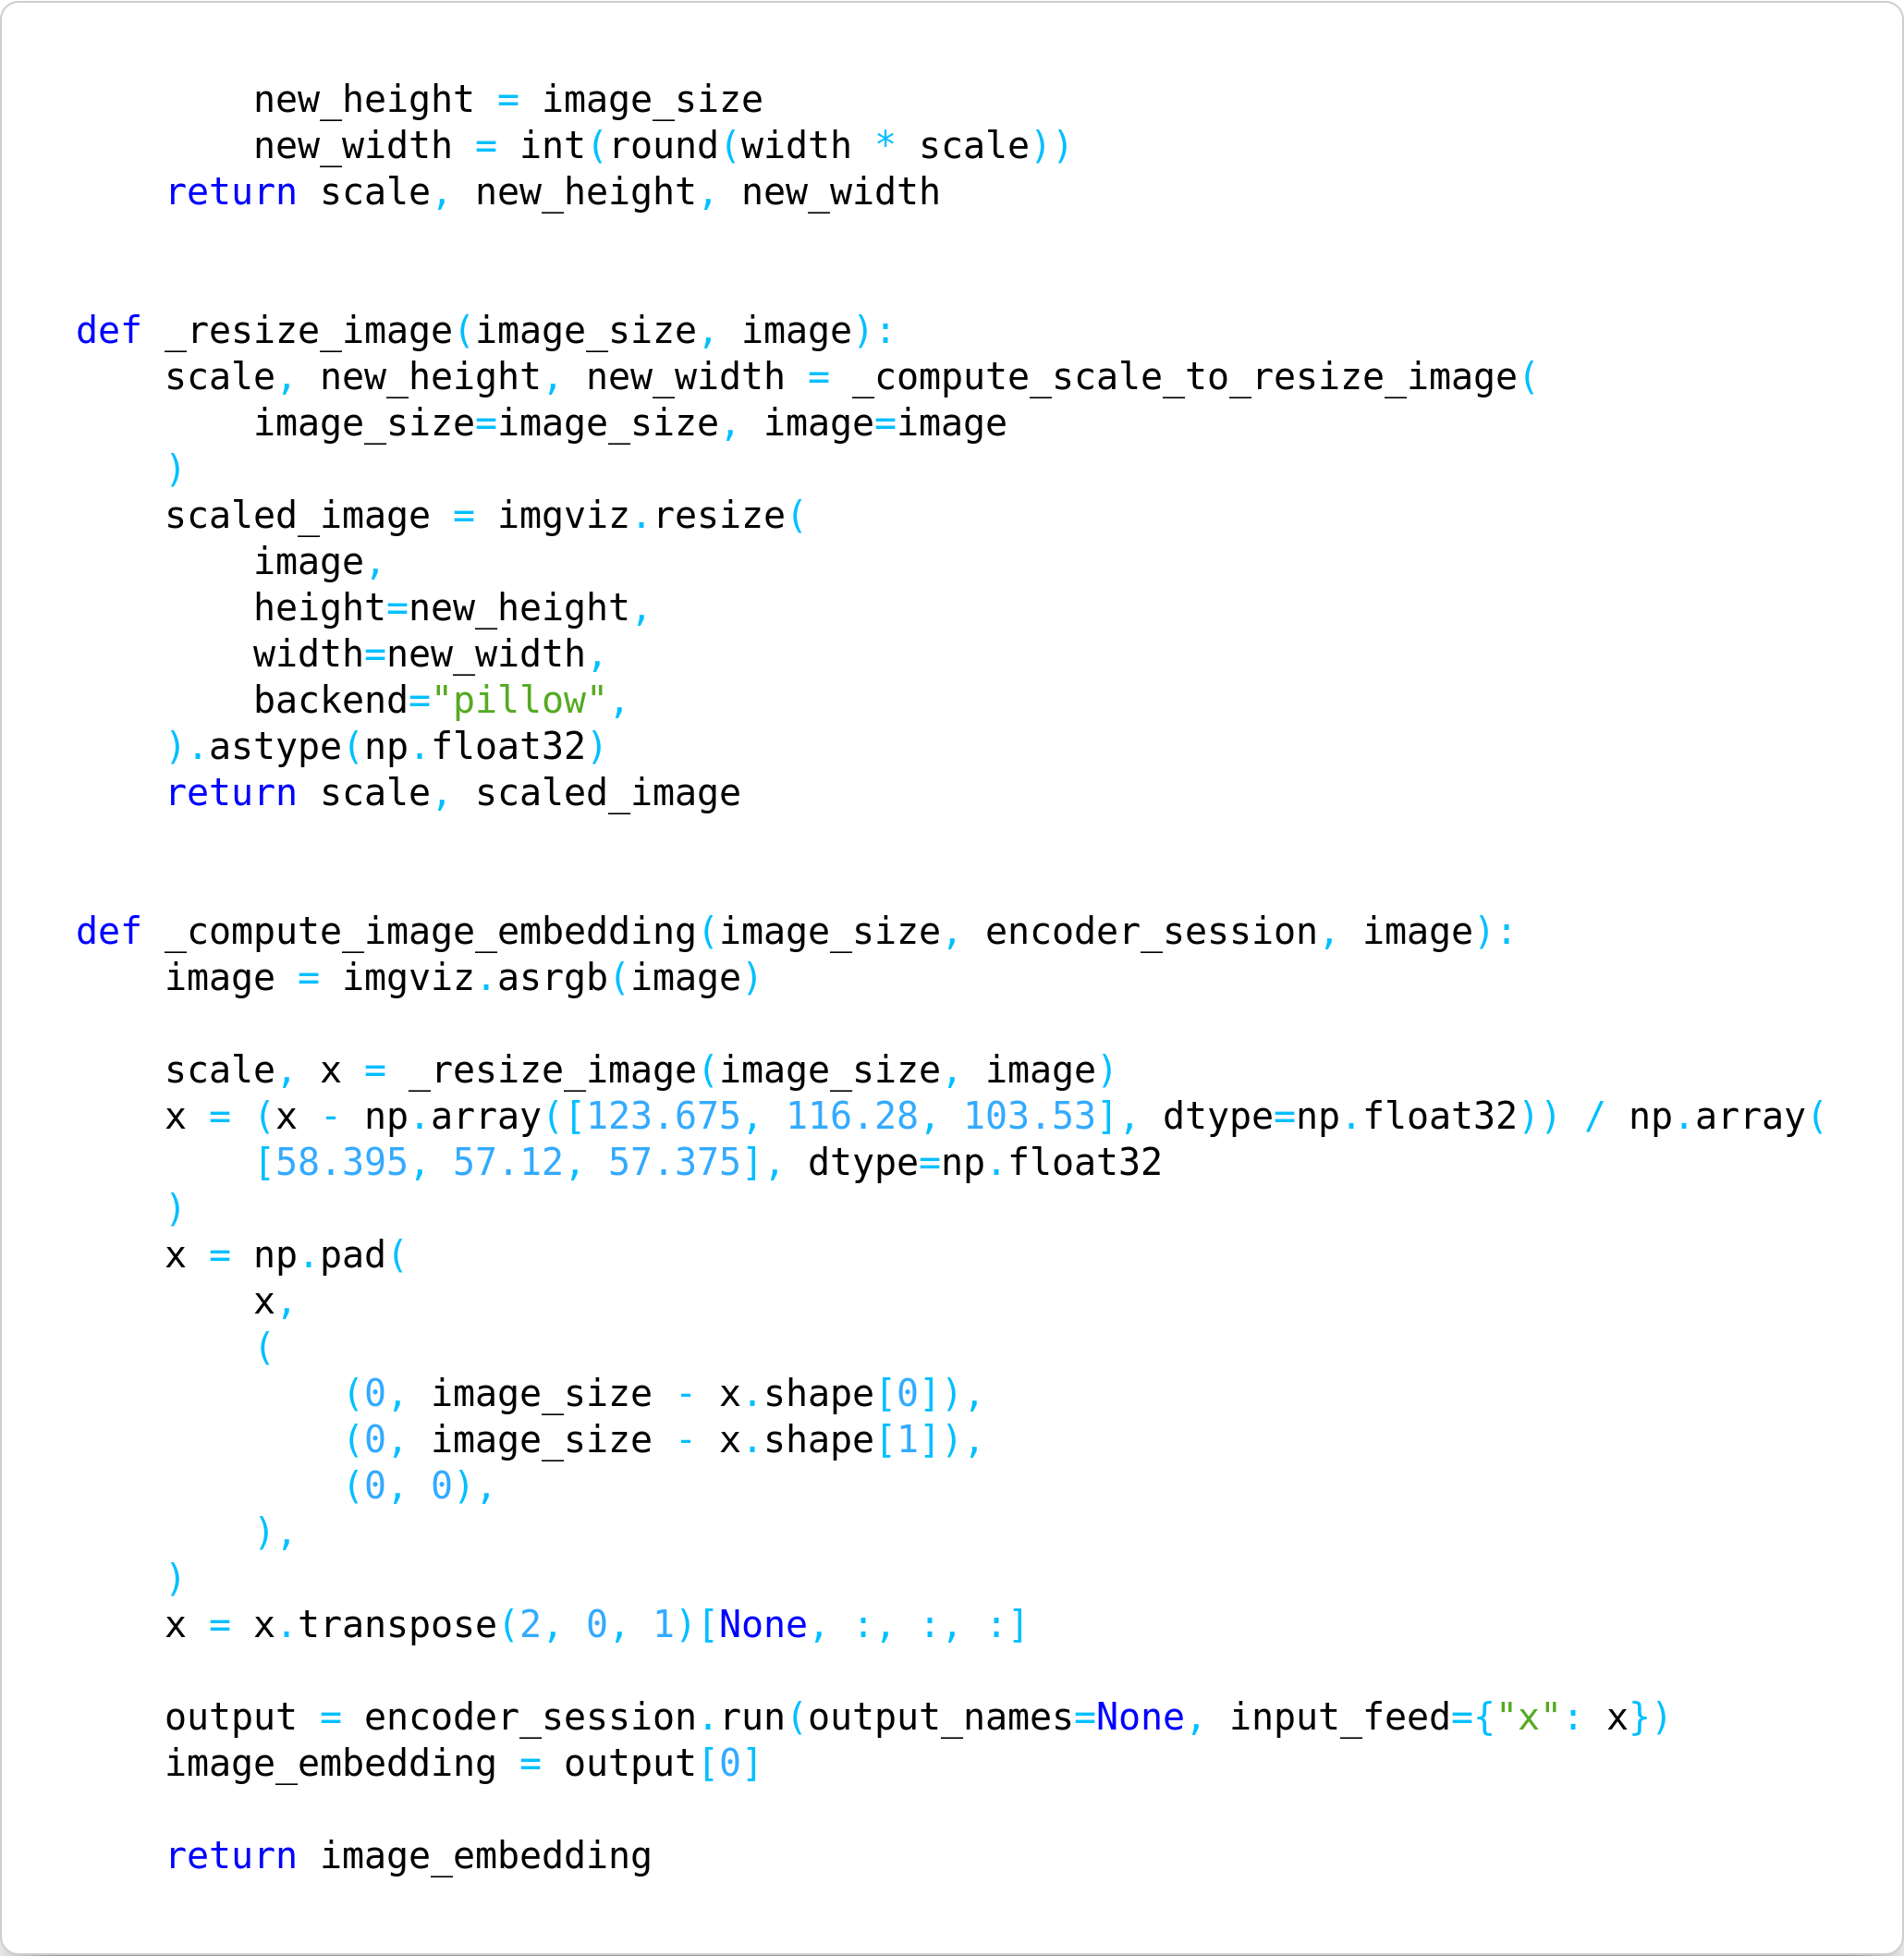 new_height = image_size
        new_width = int(round(width * scale))
    return scale, new_height, new_width


def _resize_image(image_size, image):
    scale, new_height, new_width = _compute_scale_to_resize_image(
        image_size=image_size, image=image
    )
    scaled_image = imgviz.resize(
        image,
        height=new_height,
        width=new_width,
        backend="pillow",
    ).astype(np.float32)
    return scale, scaled_image


def _compute_image_embedding(image_size, encoder_session, image):
    image = imgviz.asrgb(image)

    scale, x = _resize_image(image_size, image)
    x = (x - np.array([123.675, 116.28, 103.53], dtype=np.float32)) / np.array(
        [58.395, 57.12, 57.375], dtype=np.float32
    )
    x = np.pad(
        x,
        (
            (0, image_size - x.shape[0]),
            (0, image_size - x.shape[1]),
            (0, 0),
        ),
    )
    x = x.transpose(2, 0, 1)[None, :, :, :]

    output = encoder_session.run(output_names=None, input_feed={"x": x})
    image_embedding = output[0]

    return image_embedding